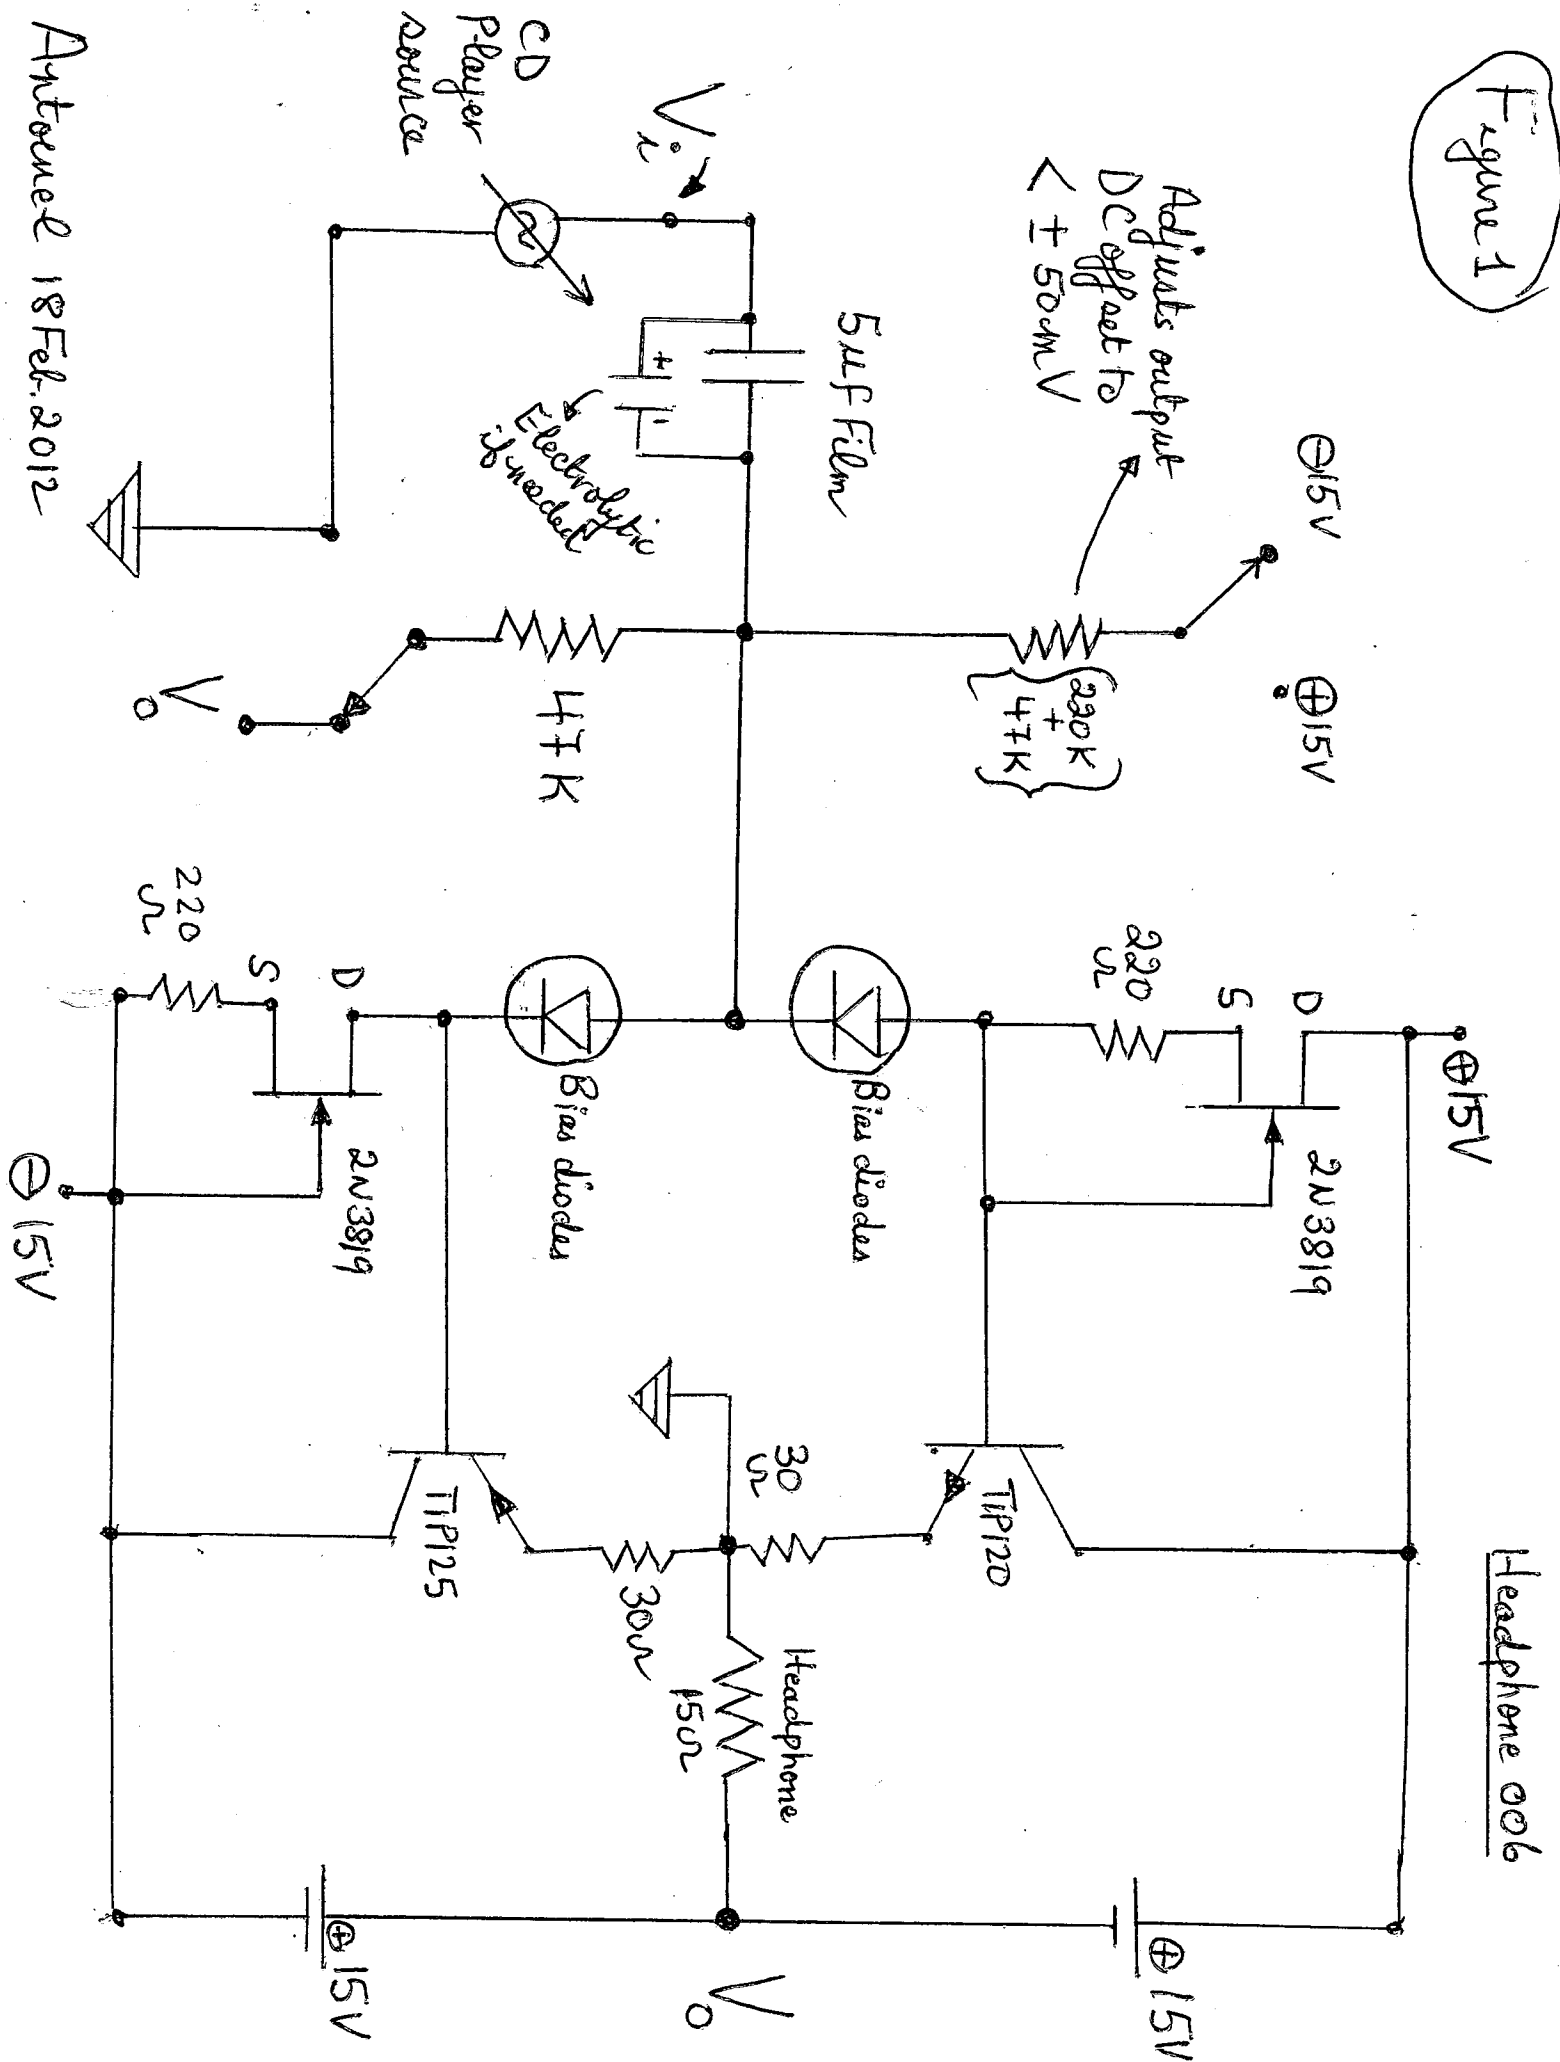 Figure 1
Headphone 006
⊖15V
⊕15V
⊕15V
Adjusts output
DC offset to
< ± 50mV
220K
+
47K
220
Ω
D
S
2N3819
TIP120
⊕15V
5µF Film
Vi
+
-
Electrolytic
if needed
CD
Player
source
Bias diodes
30
Ω
Headphone
15Ω
Vo
47K
Bias diodes
30Ω
Vo
D
S
2N3819
TIP125
220
Ω
⊕15V
⊖15V
Antoinel 18 Feb. 2012